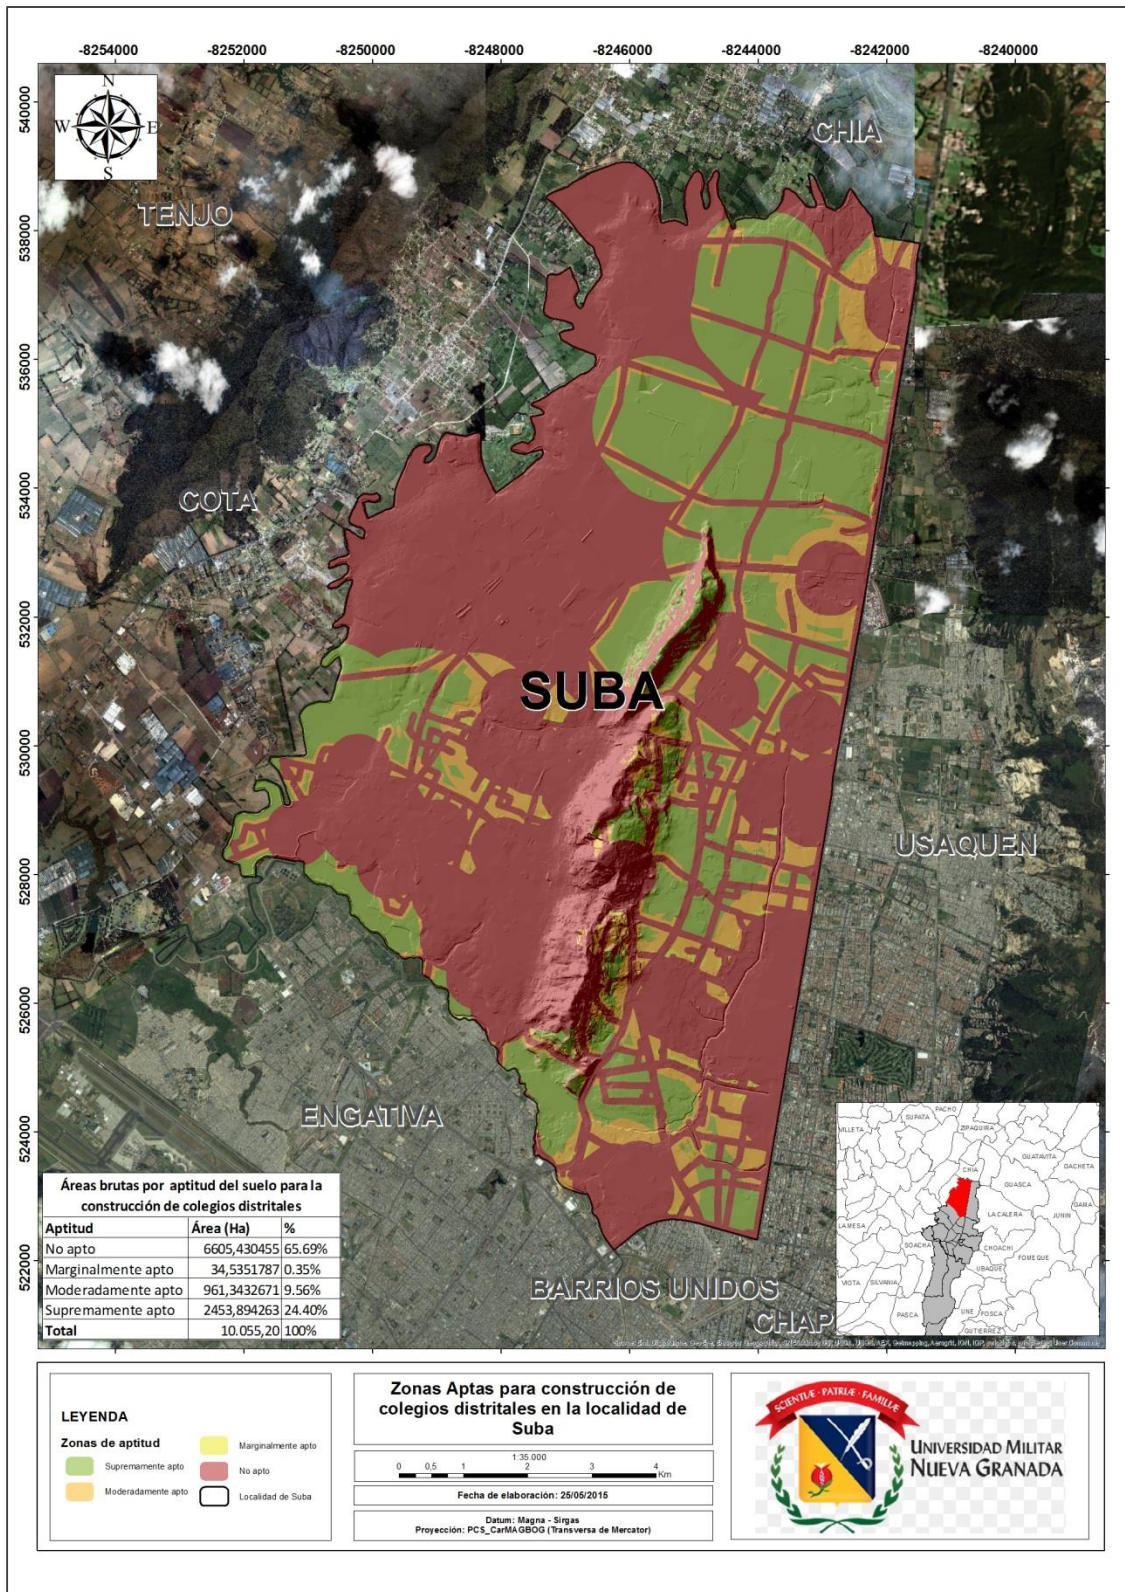 -8254000 -8252000 -8250000 -8248000 -8246000 -8244000 -8242000 -8240000
540000
538000
536000
534000
532000
530000
528000
526000
524000
522000
N
W E
S
CHIA
TENJO
COTA
SUBA
USAQUEN
ENGATIVA
BARRIOS UNIDOS
CHAP
Áreas brutas por aptitud del suelo para la
construcción de colegios distritales
Aptitud Área (Ha) %
No apto 6605,430455 65.69%
Marginalmente apto 34,5351787 0.35%
Moderadamente apto 961,3432671 9.56%
Supremamente apto 2453,894263 24.40%
Total 10.055,20 100%
PACHO
SUPATA
VILLETA
ZIPAQUIRA
GUATAVITA
GACHETA
CHIA
GUASCA
GAMA
LA CALERA
JUNIN
LA MESA
SOACHA
CHOACHI
FOMEQUE
UBAQUE
VIOTA
SILVANIA
PASCA
UNE
FOSCA
GUTIERREZ
LEYENDA
Zonas de aptitud
Supremamente apto
Moderadamente apto
Marginalmente apto
No apto
Localidad de Suba
Zonas Aptas para construcción de
colegios distritales en la localidad de
Suba
1:35.000
0 0,5 1 2 3 4
Km
Fecha de elaboración: 25/05/2015
Datum: Magna - Sirgas
Proyección: PCS_CarMAGBOG (Transversa de Mercator)
SCIENTIÆ - PATRIÆ - FAMILIÆ
UNIVERSIDAD MILITAR
NUEVA GRANADA